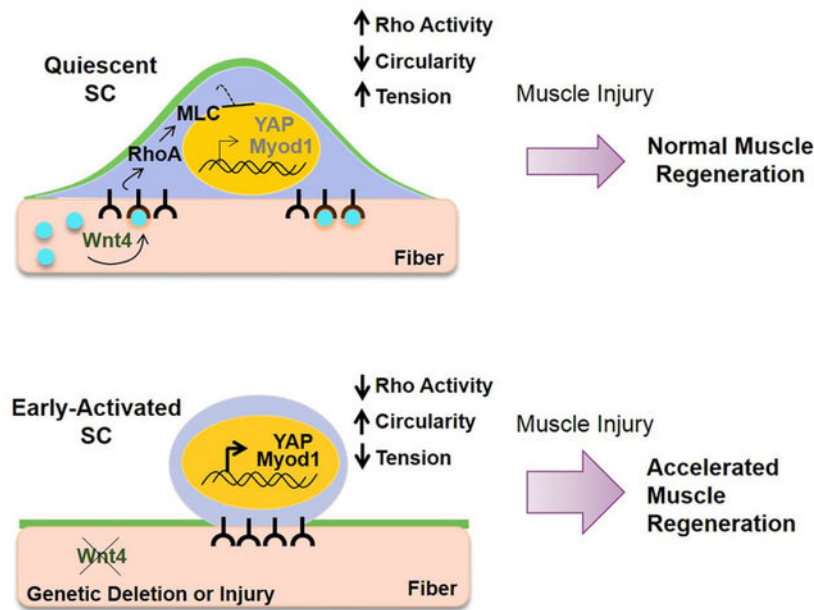 Quiescent
SC
MLC
RhoA
YAP
Myod1
Wnt4
Fiber
Rho Activity
Circularity
Tension
Muscle Injury
Normal Muscle
Regeneration
Early-Activated
SC
YAP
Myod1
Wnt4
Genetic Deletion or Injury
Fiber
Rho Activity
Circularity
Tension
Muscle Injury
Accelerated
Muscle
Regeneration